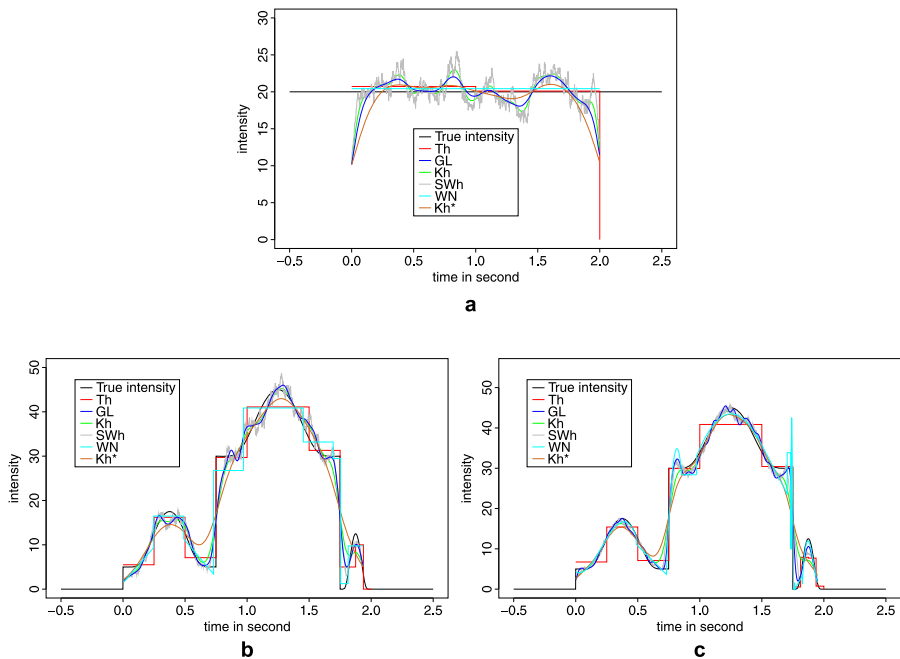 30
25
20
15
10
5
0
intensity
True intensity
Th
GL
Kh
SWh
WN
Kh*
−0.5
0.0
0.5
1.0
1.5
2.0
2.5
time in second
a
50
40
30
20
10
0
intensity
True intensity
Th
GL
Kh
SWh
WN
Kh*
−0.5
0.0
0.5
1.0
1.5
2.0
2.5
time in second
b
50
40
30
20
10
0
intensity
True intensity
Th
GL
Kh
SWh
WN
Kh*
−0.5
0.0
0.5
1.0
1.5
2.0
2.5
time in second
c